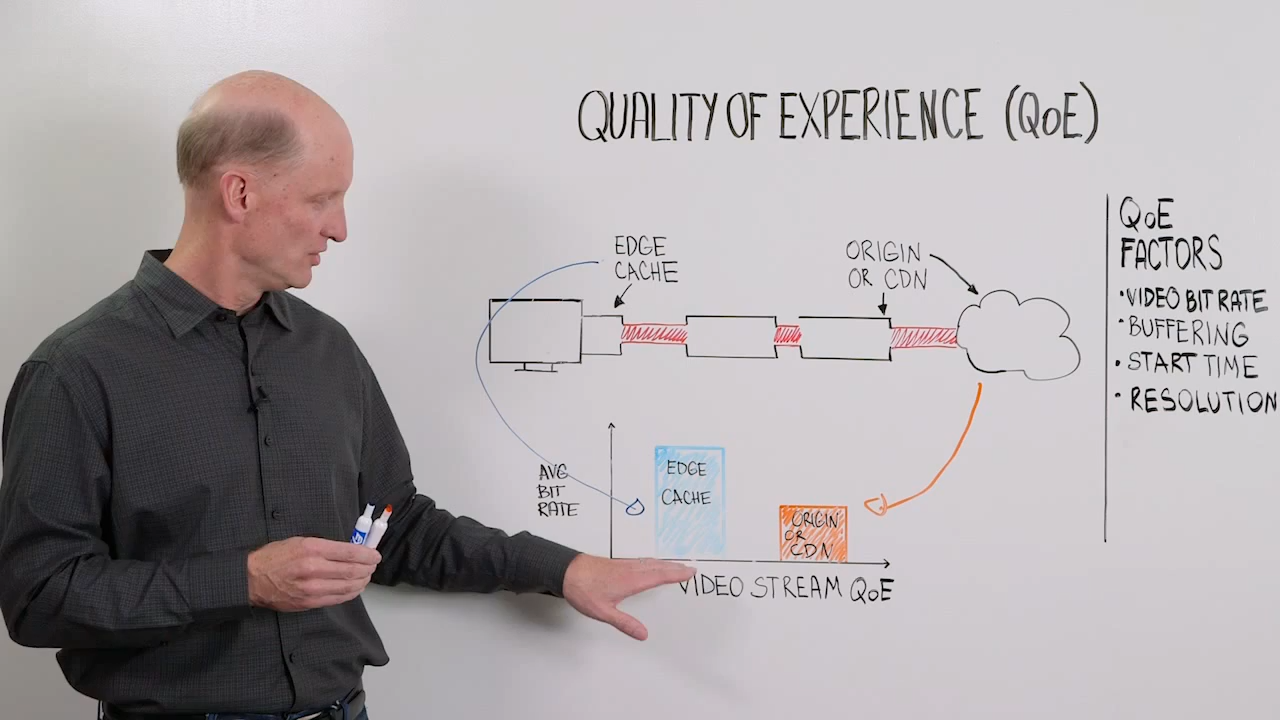 QUALITY OF EXPERIENCE (QoE)
EDGE
CACHE
ORIGIN
OR CDN
QoE
FACTORS
• VIDEO BIT RATE
• BUFFERING
• START TIME
• RESOLUTION
AVG
BIT
RATE
EDGE
CACHE
ORIGIN
OR
CDN
VIDEO STREAM QoE